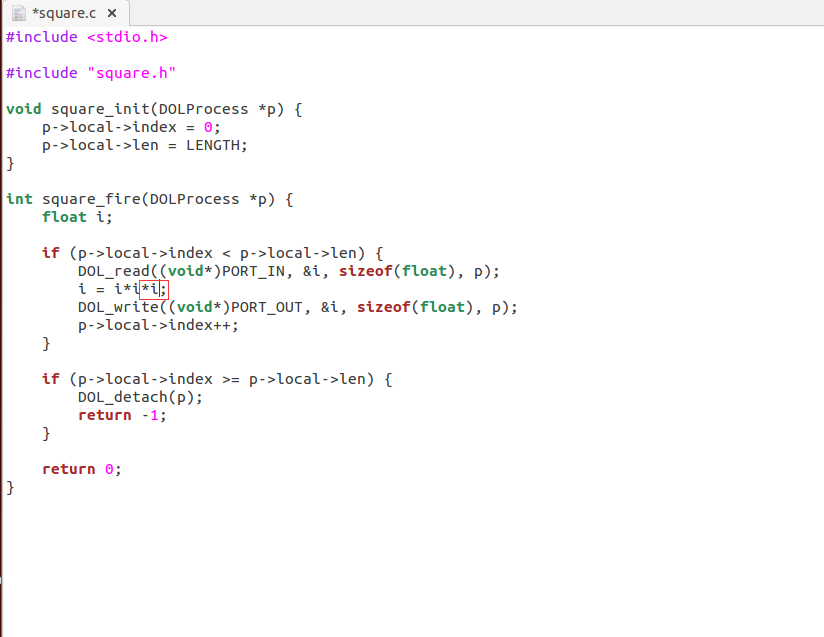 *square.c ×
#include <stdio.h>
#include "square.h"
void square_init(DOLProcess *p) {
    p->local->index = 0;
    p->local->len = LENGTH;
}
int square_fire(DOLProcess *p) {
    float i;
    if (p->local->index < p->local->len) {
        DOL_read((void*)PORT_IN, &i, sizeof(float), p);
        i = i*i*i;
        DOL_write((void*)PORT_OUT, &i, sizeof(float), p);
        p->local->index++;
    }
    if (p->local->index >= p->local->len) {
        DOL_detach(p);
        return -1;
    }
    return 0;
}